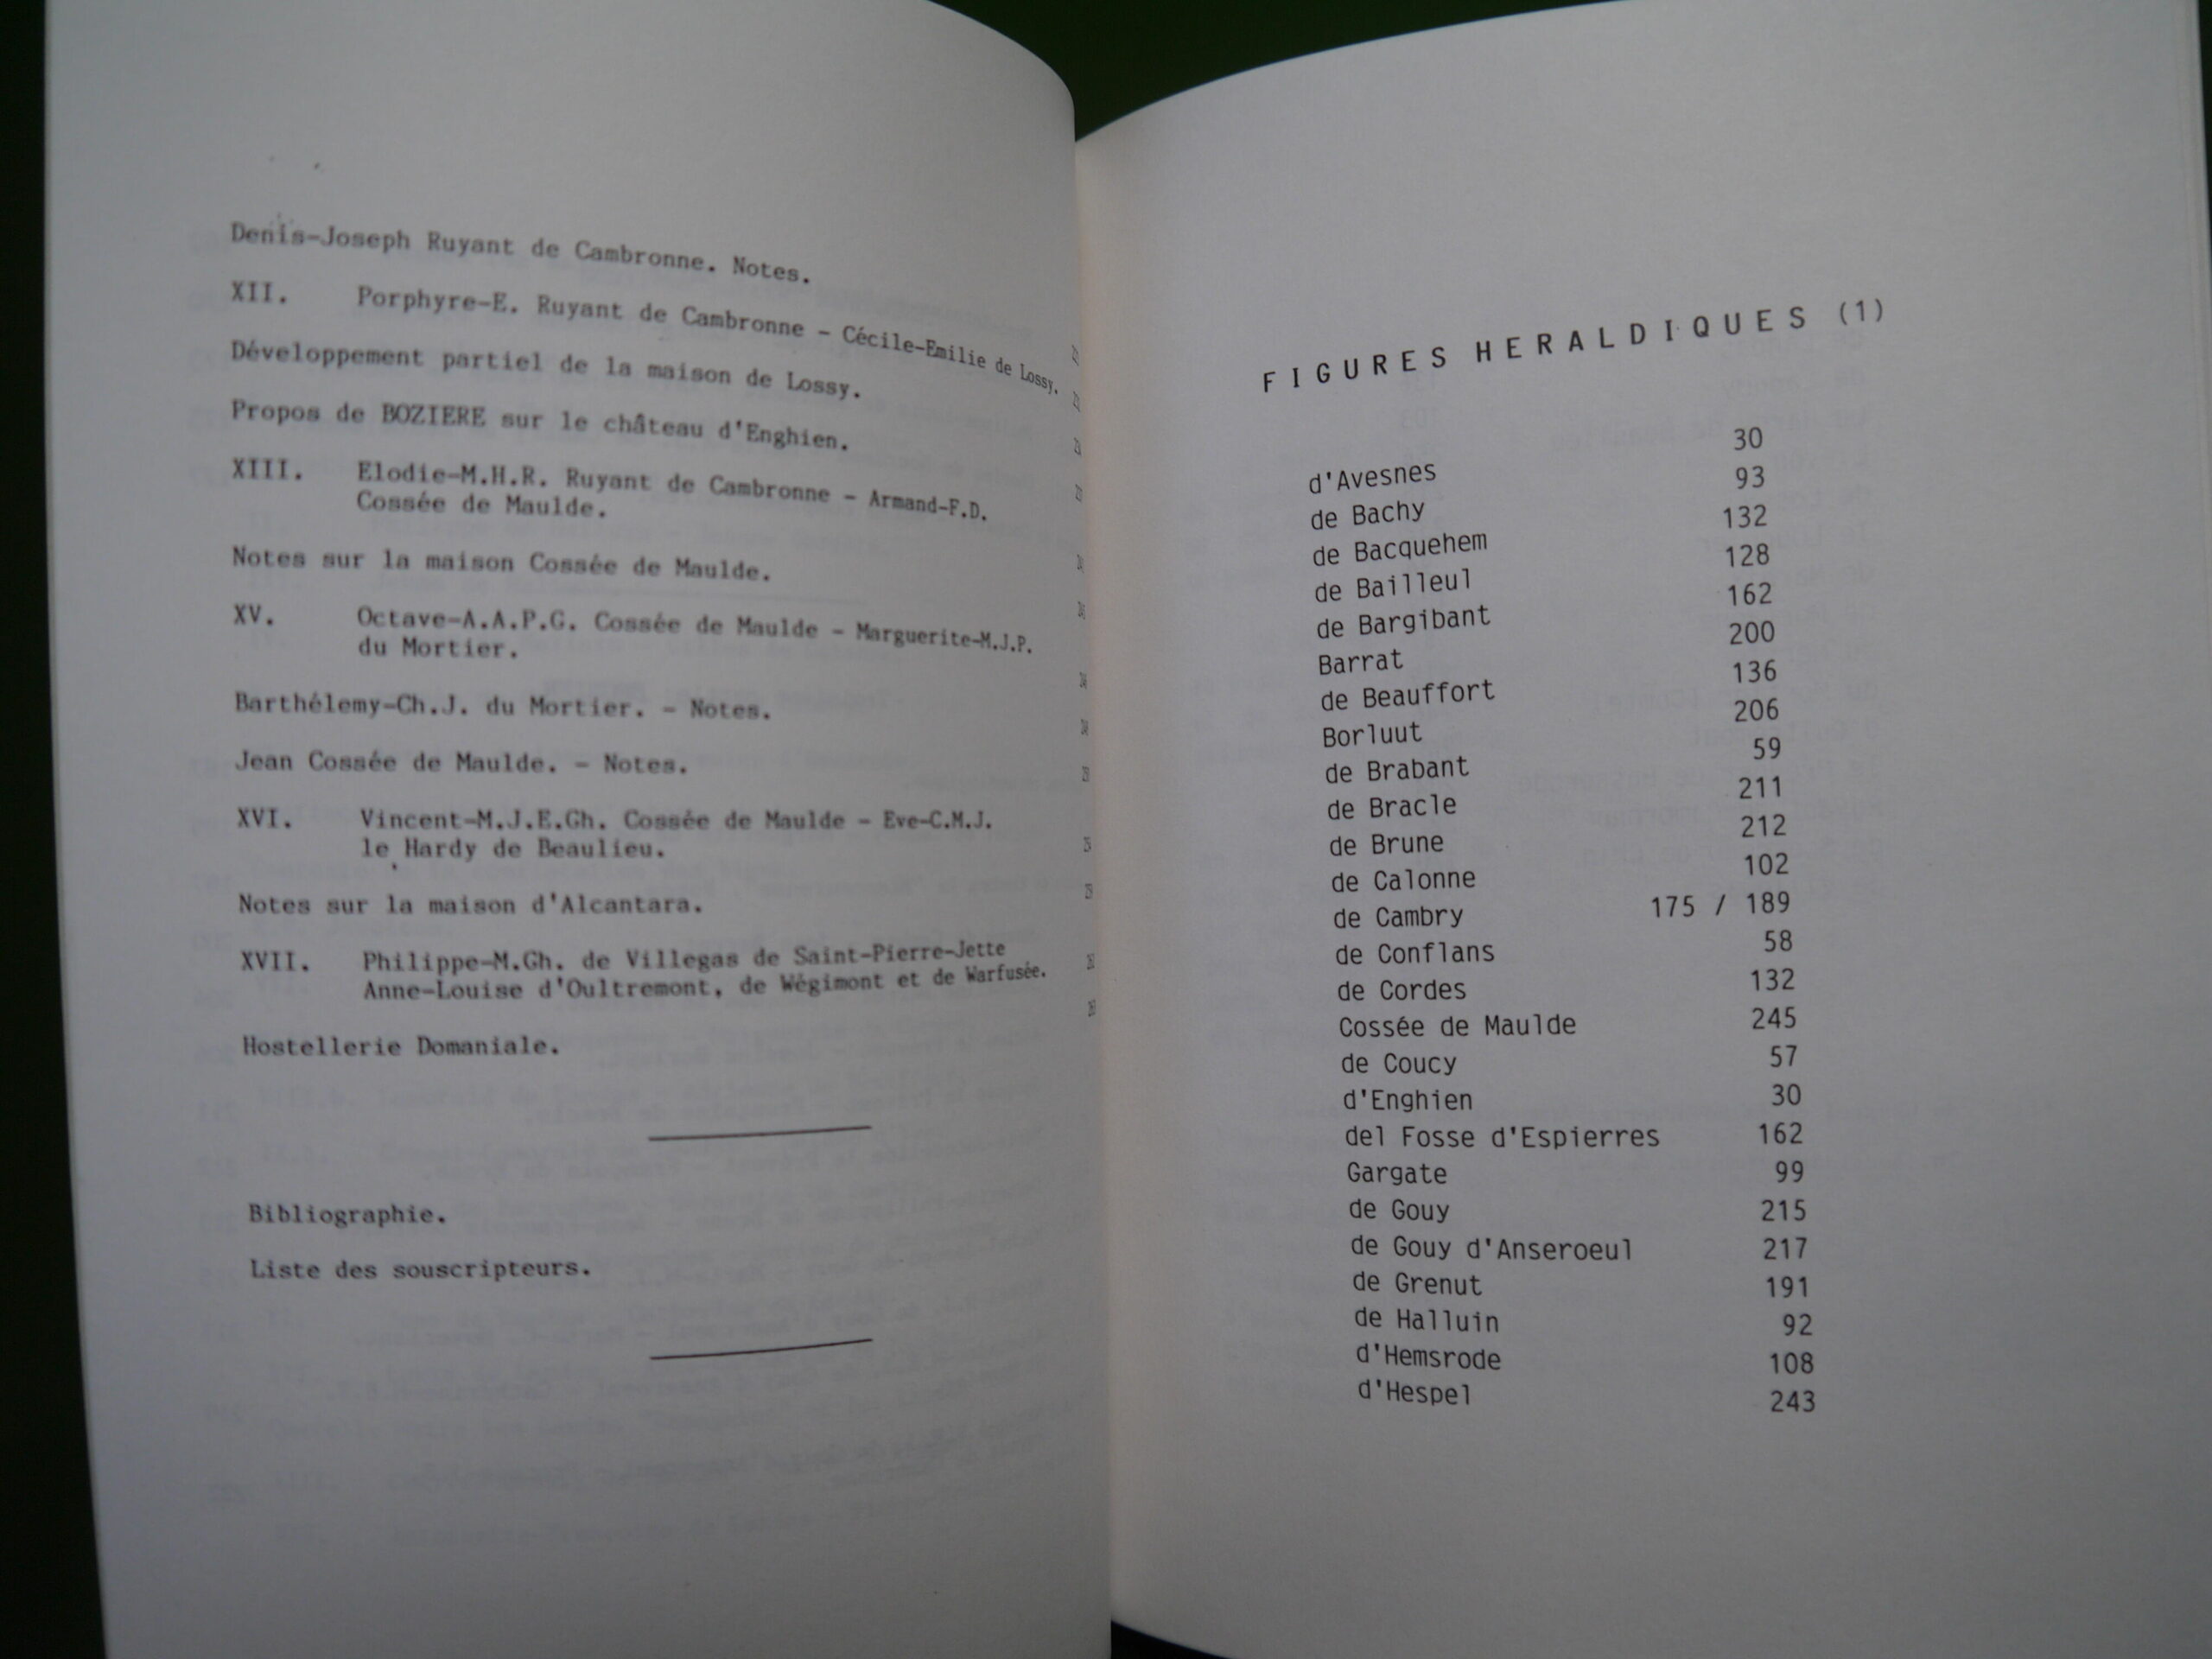 Denis-Joseph Ruyant de Cambronne. Notes.
XII. Porphyre-E. Ruyant de Cambronne - Cécile-Emilie de Lossy.
Développement partiel de la maison de Lossy.
Propos de BOZIERE sur le château d'Enghien.
XIII. Elodie-M.H.R. Ruyant de Cambronne - Armand-F.D.
Cossée de Maulde.
Notes sur la maison Cossée de Maulde.
XV. Octave-A.A.P.G. Cossée de Maulde - Marguerite-M.J.P.
du Mortier.
Barthélemy-Ch.J. du Mortier. - Notes.
Jean Cossée de Maulde. - Notes.
XVI. Vincent-M.J.E.Gh. Cossée de Maulde - Eve-C.M.J.
le Hardy de Beaulieu.
Notes sur la maison d'Alcantara.
XVII. Philippe-M.Gh. de Villegas de Saint-Pierre-Jette
Anne-Louise d'Oultremont, de Wégimont et de Warfusée.
Hostellerie Domaniale.
Bibliographie.
Liste des souscripteurs.
FIGURES HERALDIQUES (1)
d'Avesnes 30
de Bachy 93
de Bacquehem 132
de Bailleul 128
de Bargibant 162
Barrat 200
de Beauffort 136
Borluut 206
de Brabant 59
de Bracle 211
de Brune 212
de Calonne 102
de Cambry 175 / 189
de Conflans 58
de Cordes 132
Cossée de Maulde 245
de Coucy 57
d'Enghien 30
del Fosse d'Espierres 162
Gargate 99
de Gouy 215
de Gouy d'Anseroeul 217
de Grenut 191
de Halluin 92
d'Hemsrode 108
d'Hespel 243